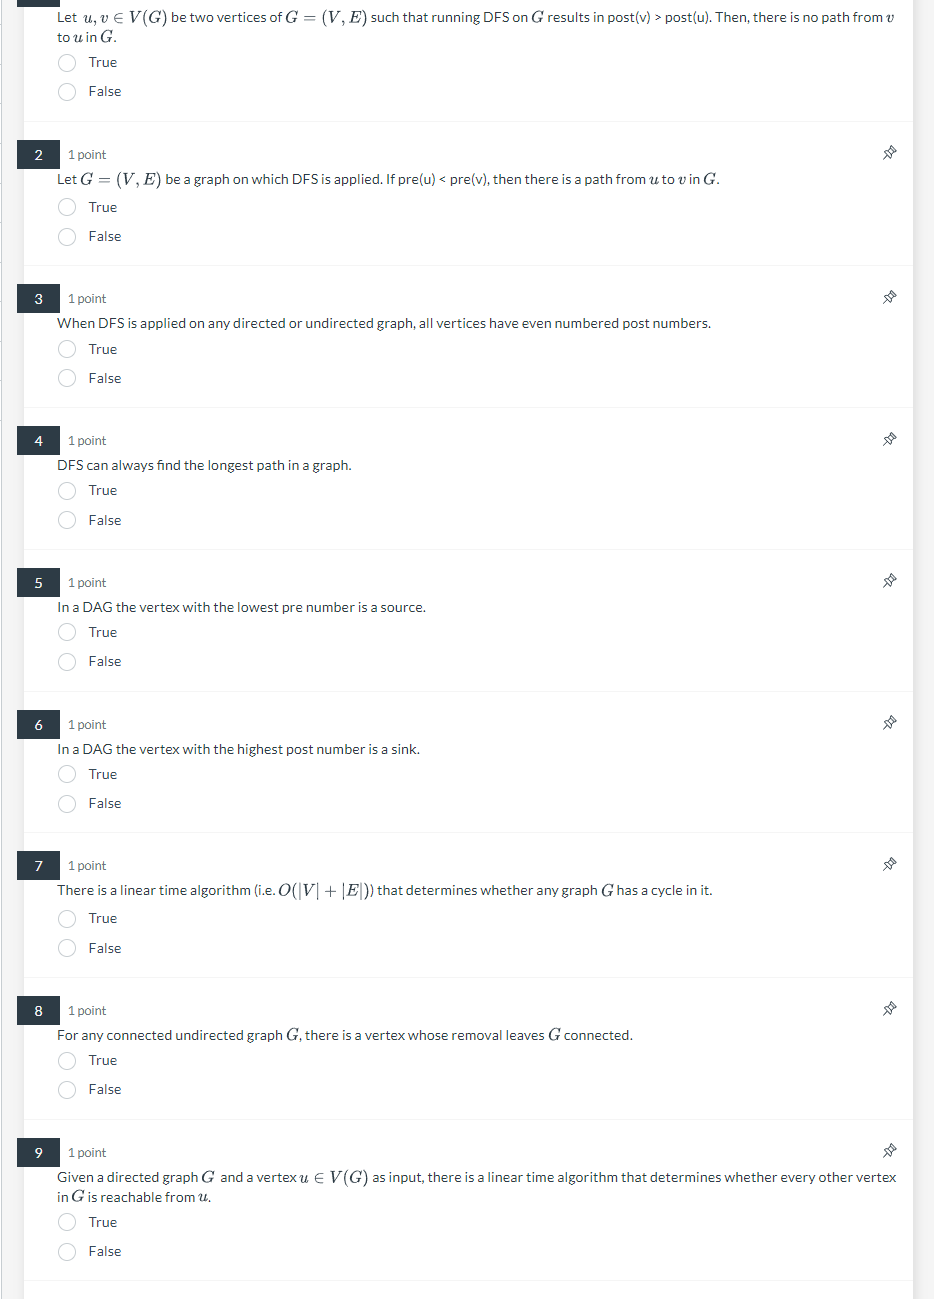 Let u, v ∈ V(G) be two vertices of G = (V, E) such that running DFS on G results in post(v) > post(u). Then, there is no path from v
to u in G.
True
False
2 1 point
Let G = (V, E) be a graph on which DFS is applied. If pre(u) < pre(v), then there is a path from u to v in G.
True
False
3 1 point
When DFS is applied on any directed or undirected graph, all vertices have even numbered post numbers.
True
False
4 1 point
DFS can always find the longest path in a graph.
True
False
5 1 point
In a DAG the vertex with the lowest pre number is a source.
True
False
6 1 point
In a DAG the vertex with the highest post number is a sink.
True
False
7 1 point
There is a linear time algorithm (i.e. O(|V| + |E|)) that determines whether any graph G has a cycle in it.
True
False
8 1 point
For any connected undirected graph G, there is a vertex whose removal leaves G connected.
True
False
9 1 point
Given a directed graph G and a vertex u ∈ V(G) as input, there is a linear time algorithm that determines whether every other vertex
in G is reachable from u.
True
False